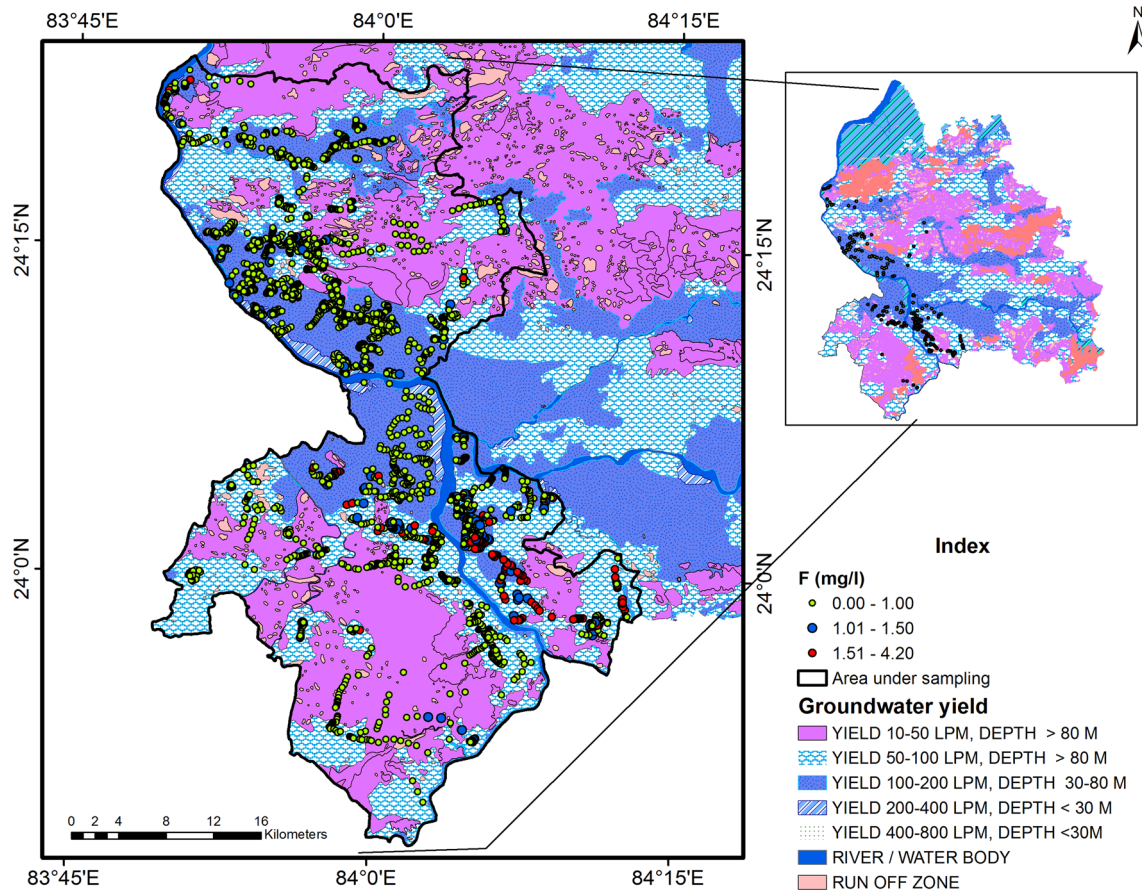 83°45'E 84°0'E 84°15'E
N
24°15'N
24°15'N
24°0'N
24°0'N
0 2 4 8 12 16
Kilometers
83°45'E 84°0'E 84°15'E
Index
F (mg/l)
0.00 - 1.00
1.01 - 1.50
1.51 - 4.20
Area under sampling
Groundwater yield
YIELD 10-50 LPM, DEPTH > 80 M
YIELD 50-100 LPM, DEPTH > 80 M
YIELD 100-200 LPM, DEPTH 30-80 M
YIELD 200-400 LPM, DEPTH < 30 M
YIELD 400-800 LPM, DEPTH <30M
RIVER / WATER BODY
RUN OFF ZONE